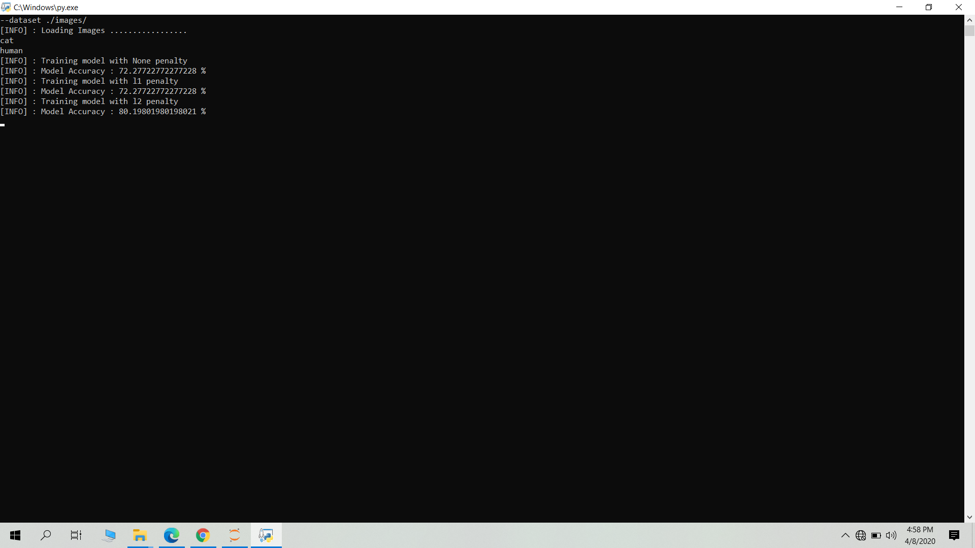 C:\Windows\py.exe
--dataset ./images/
[INFO] : Loading Images .................
cat
human
[INFO] : Training model with None penalty
[INFO] : Model Accuracy : 72.27722772277228 %
[INFO] : Training model with l1 penalty
[INFO] : Model Accuracy : 72.27722772277228 %
[INFO] : Training model with l2 penalty
[INFO] : Model Accuracy : 80.19801980198021 %
4:58 PM
4/8/2020